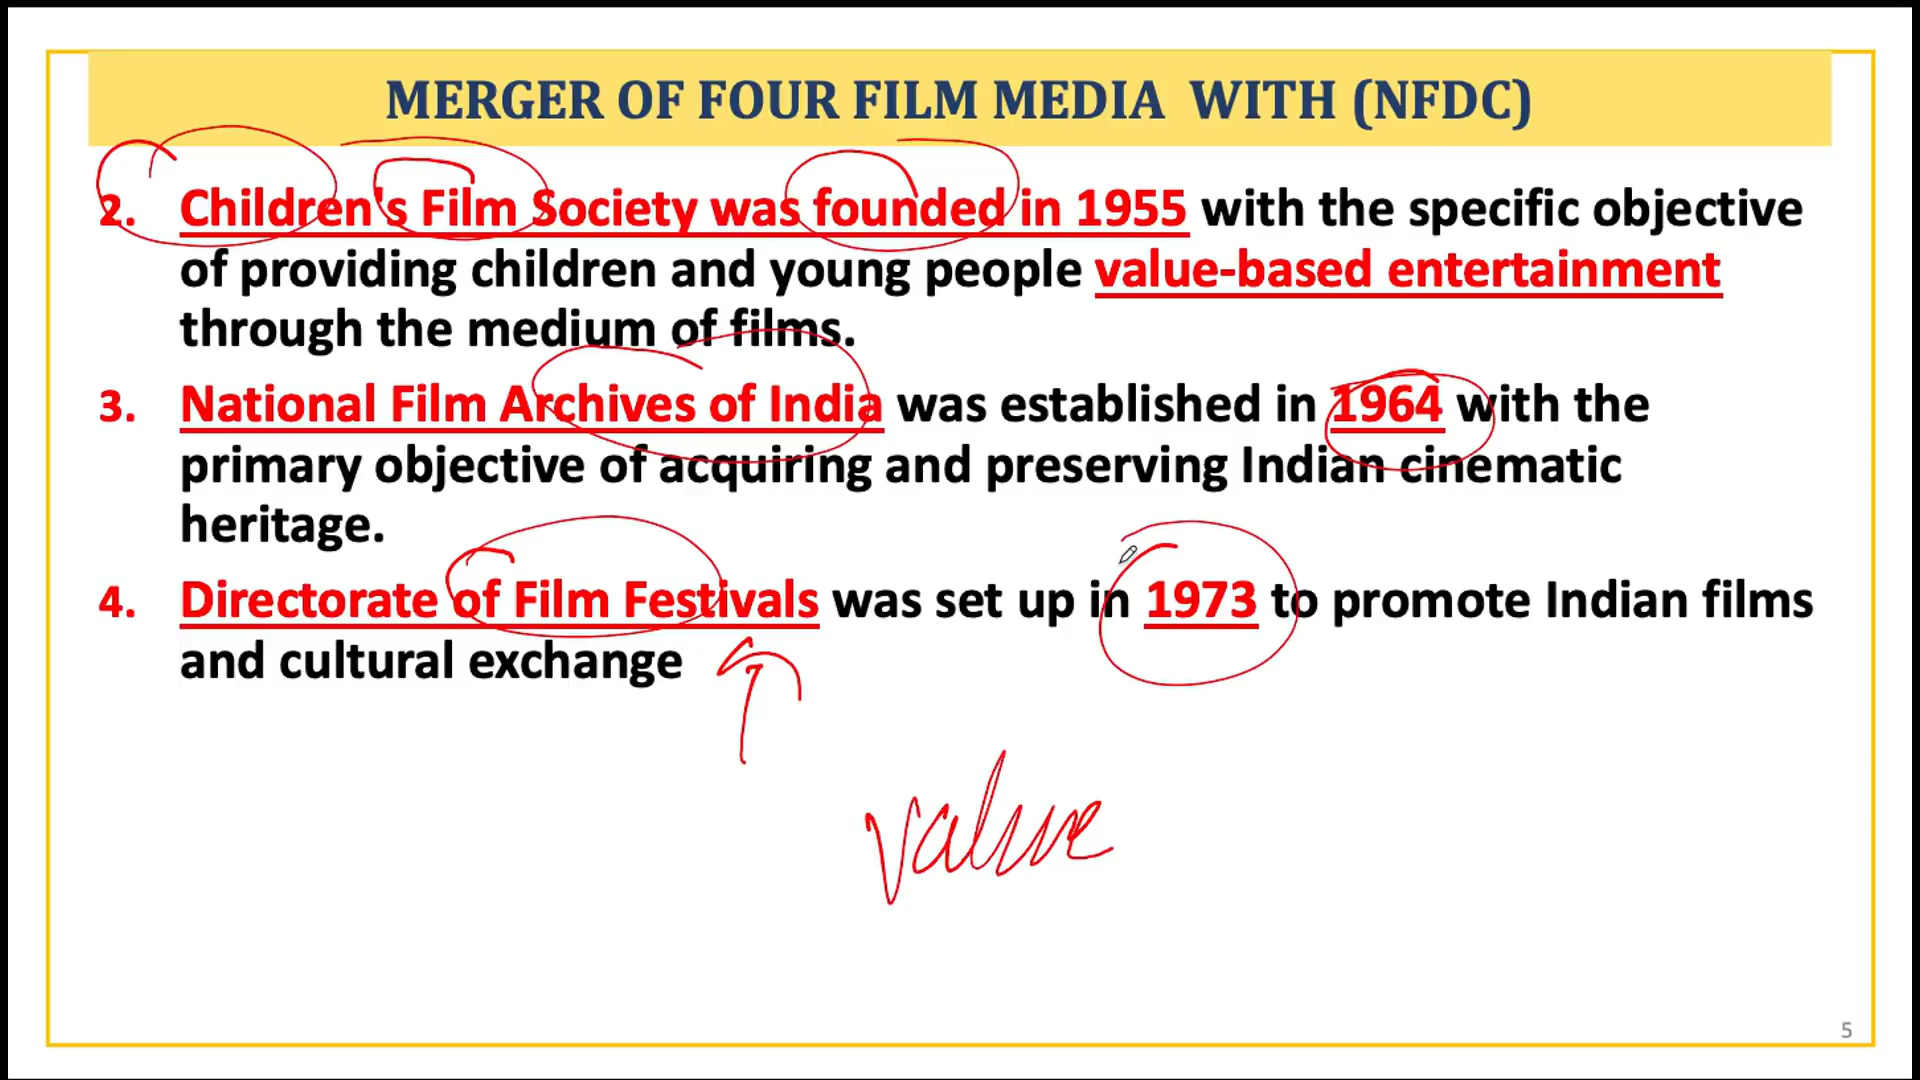 MERGER OF FOUR FILM MEDIA WITH (NFDC)
2. Children's Film Society was founded in 1955 with the specific objective
of providing children and young people value-based entertainment
through the medium of films.
3. National Film Archives of India was established in 1964 with the
primary objective of acquiring and preserving Indian cinematic
heritage.
4. Directorate of Film Festivals was set up in 1973 to promote Indian films
and cultural exchange
value
5